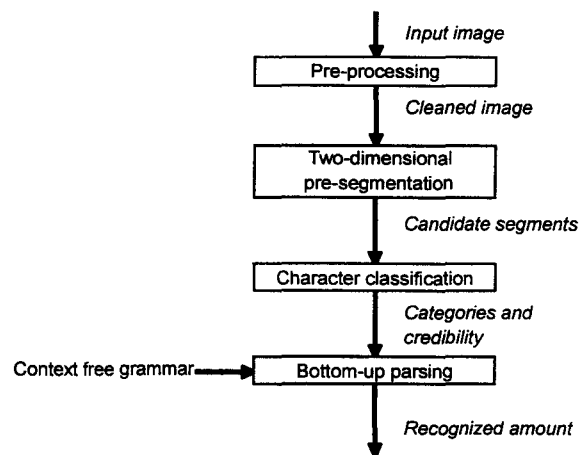 Input image
Pre-processing
Cleaned image
Two-dimensional
pre-segmentation
Candidate segments
Character classification
Categories and
credibility
Context free grammar
Bottom-up parsing
Recognized amount